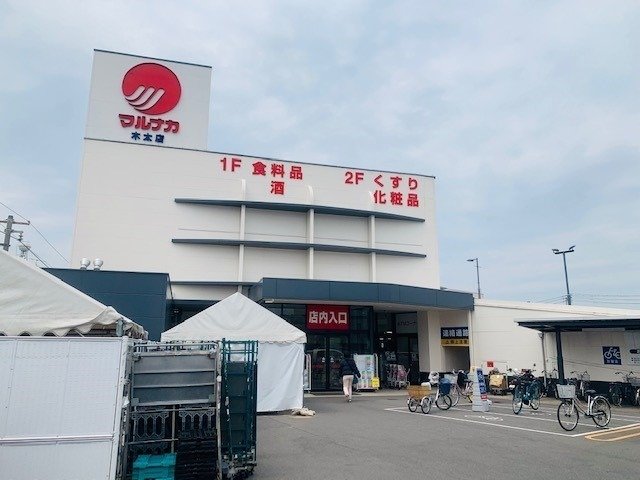 マルナカ
木太店
1F 食料品
酒
2F くすり
化粧品
店内入口